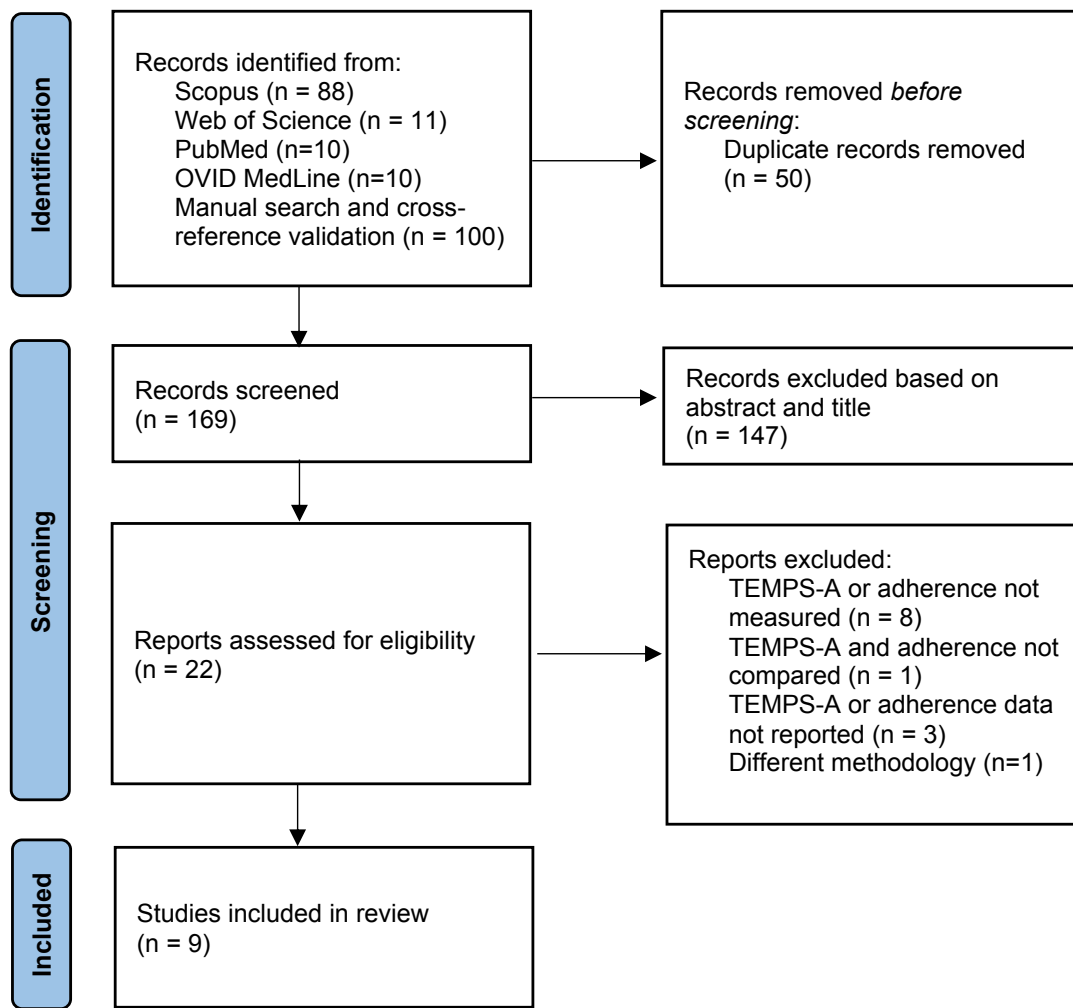 Identification
Records identified from:
Scopus (n = 88)
Web of Science (n = 11)
PubMed (n=10)
OVID MedLine (n=10)
Manual search and cross-
reference validation (n = 100)
Records removed before
screening:
Duplicate records removed
(n = 50)
Screening
Records screened
(n = 169)
Records excluded based on
abstract and title
(n = 147)
Reports assessed for eligibility
(n = 22)
Reports excluded:
TEMPS-A or adherence not
measured (n = 8)
TEMPS-A and adherence not
compared (n = 1)
TEMPS-A or adherence data
not reported (n = 3)
Different methodology (n=1)
Included
Studies included in review
(n = 9)